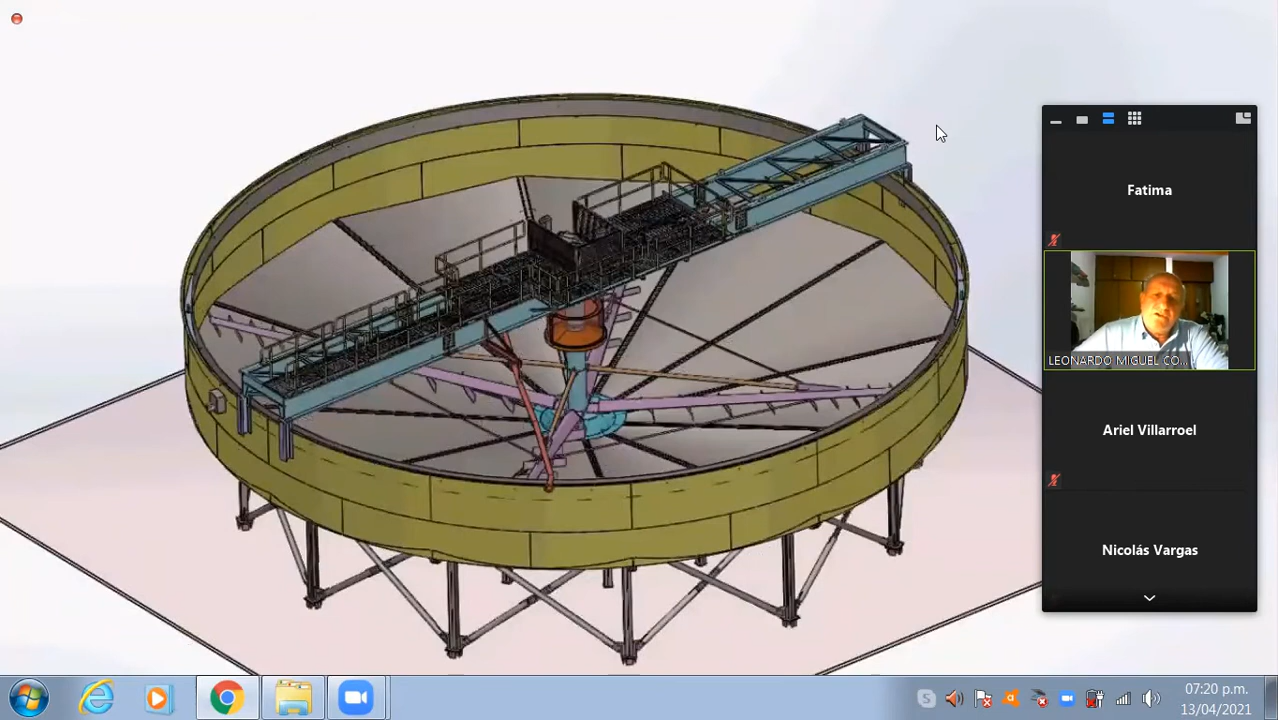 Fatima
LEONARDO MIGUEL CO...
Ariel Villarroel
Nicolás Vargas
07:20 p.m.
13/04/2021